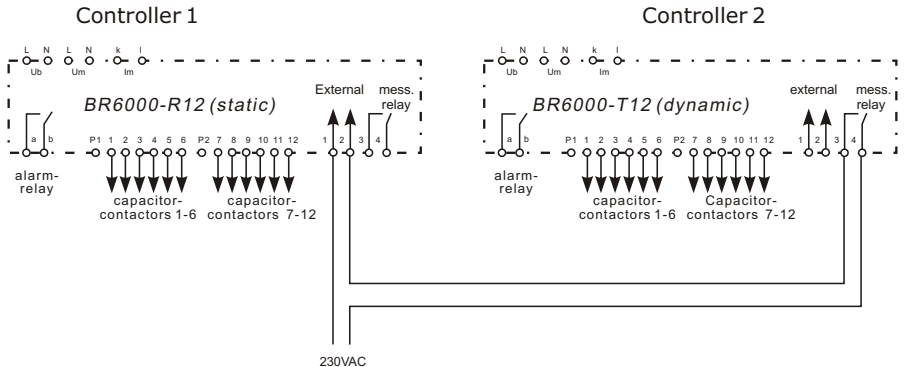 Controller 1 Controller 2
L N L N k l L N L N k l
Ub Um Im Ub Um Im
BR6000-R12 (static) External mess. relay BR6000-T12 (dynamic) external mess. relay
a b P1 1 2 3 4 5 6 P2 7 8 9 10 11 12 1 2 3 4 a b P1 1 2 3 4 5 6 P2 7 8 9 10 11 12 1 2 3 4
alarm- capacitor- capacitor- alarm- capacitor- Capacitor-
relay contactors 1-6 contactors 7-12 relay contactors 1-6 contactors 7-12
230VAC